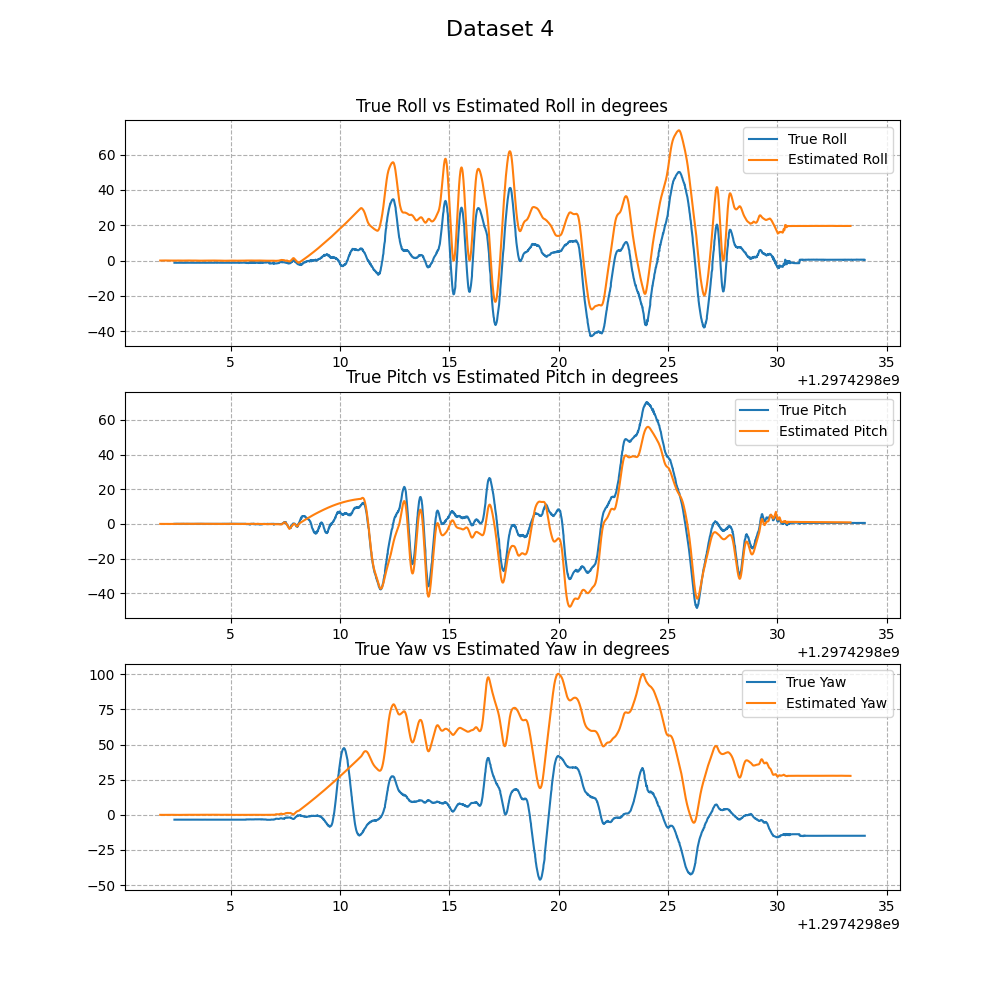 Dataset 4
True Roll vs Estimated Roll in degrees
True Roll
Estimated Roll
60
40
20
0
−20
−40
5 10 15 20 25 30 35
+1.2974298e9
True Pitch vs Estimated Pitch in degrees
True Pitch
Estimated Pitch
60
40
20
0
−20
−40
5 10 15 20 25 30 35
+1.2974298e9
True Yaw vs Estimated Yaw in degrees
True Yaw
Estimated Yaw
100
75
50
25
0
−25
−50
5 10 15 20 25 30 35
+1.2974298e9